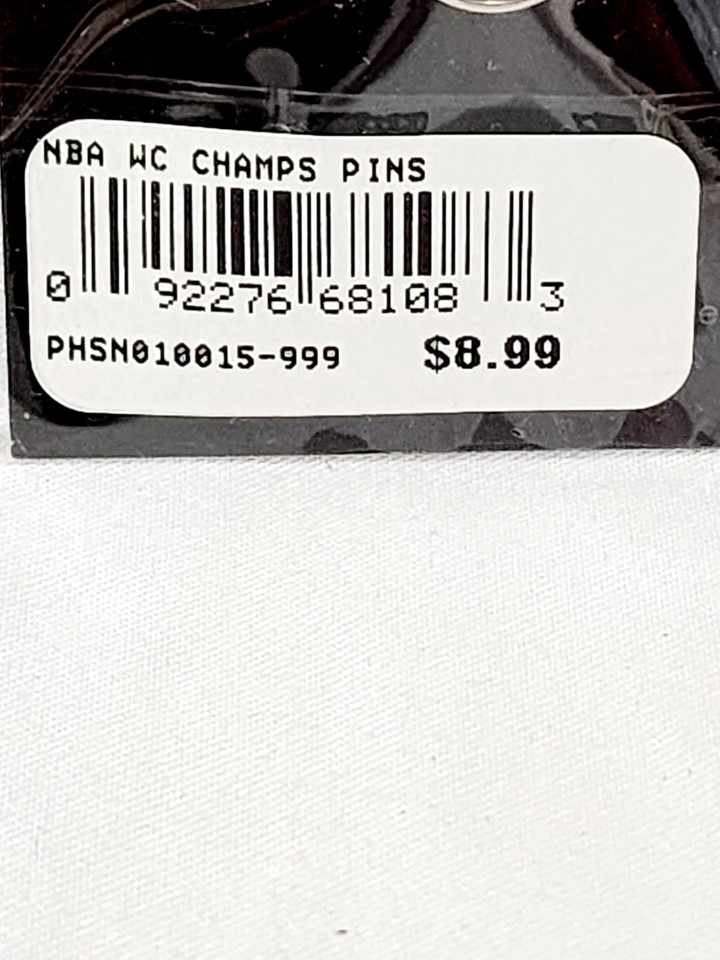 NBA WC CHAMPS PINS
0 92276 68108 3
PHSN010015-999 $8.99